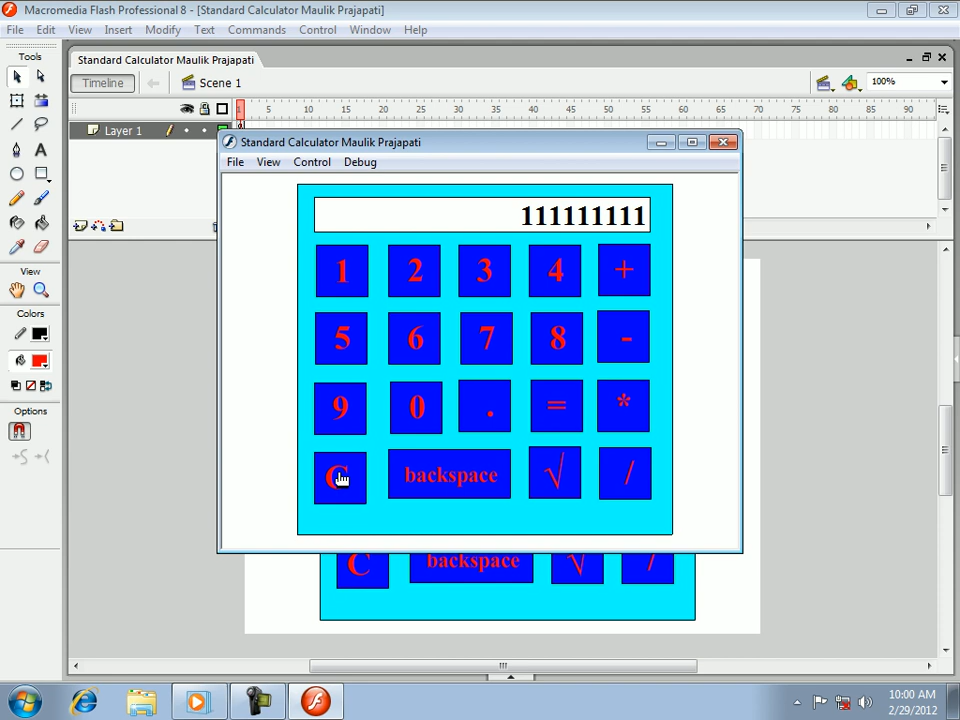 Macromedia Flash Professional 8 - [Standard Calculator Maulik Prajapati]
File Edit View Insert Modify Text Commands Control Window Help
Tools
Standard Calculator Maulik Prajapati
Timeline
Scene 1
100%
1 5 10 15 20 25 30 35 40 45 50 55 60 65 70 75 80 85 90
Layer 1
Standard Calculator Maulik Prajapati
File View Control Debug
111111111
1 2 3 4 +
5 6 7 8 -
9 0 . = *
C backspace √ /
C backspace √ /
View
Colors
Options
10:00 AM
2/29/2012